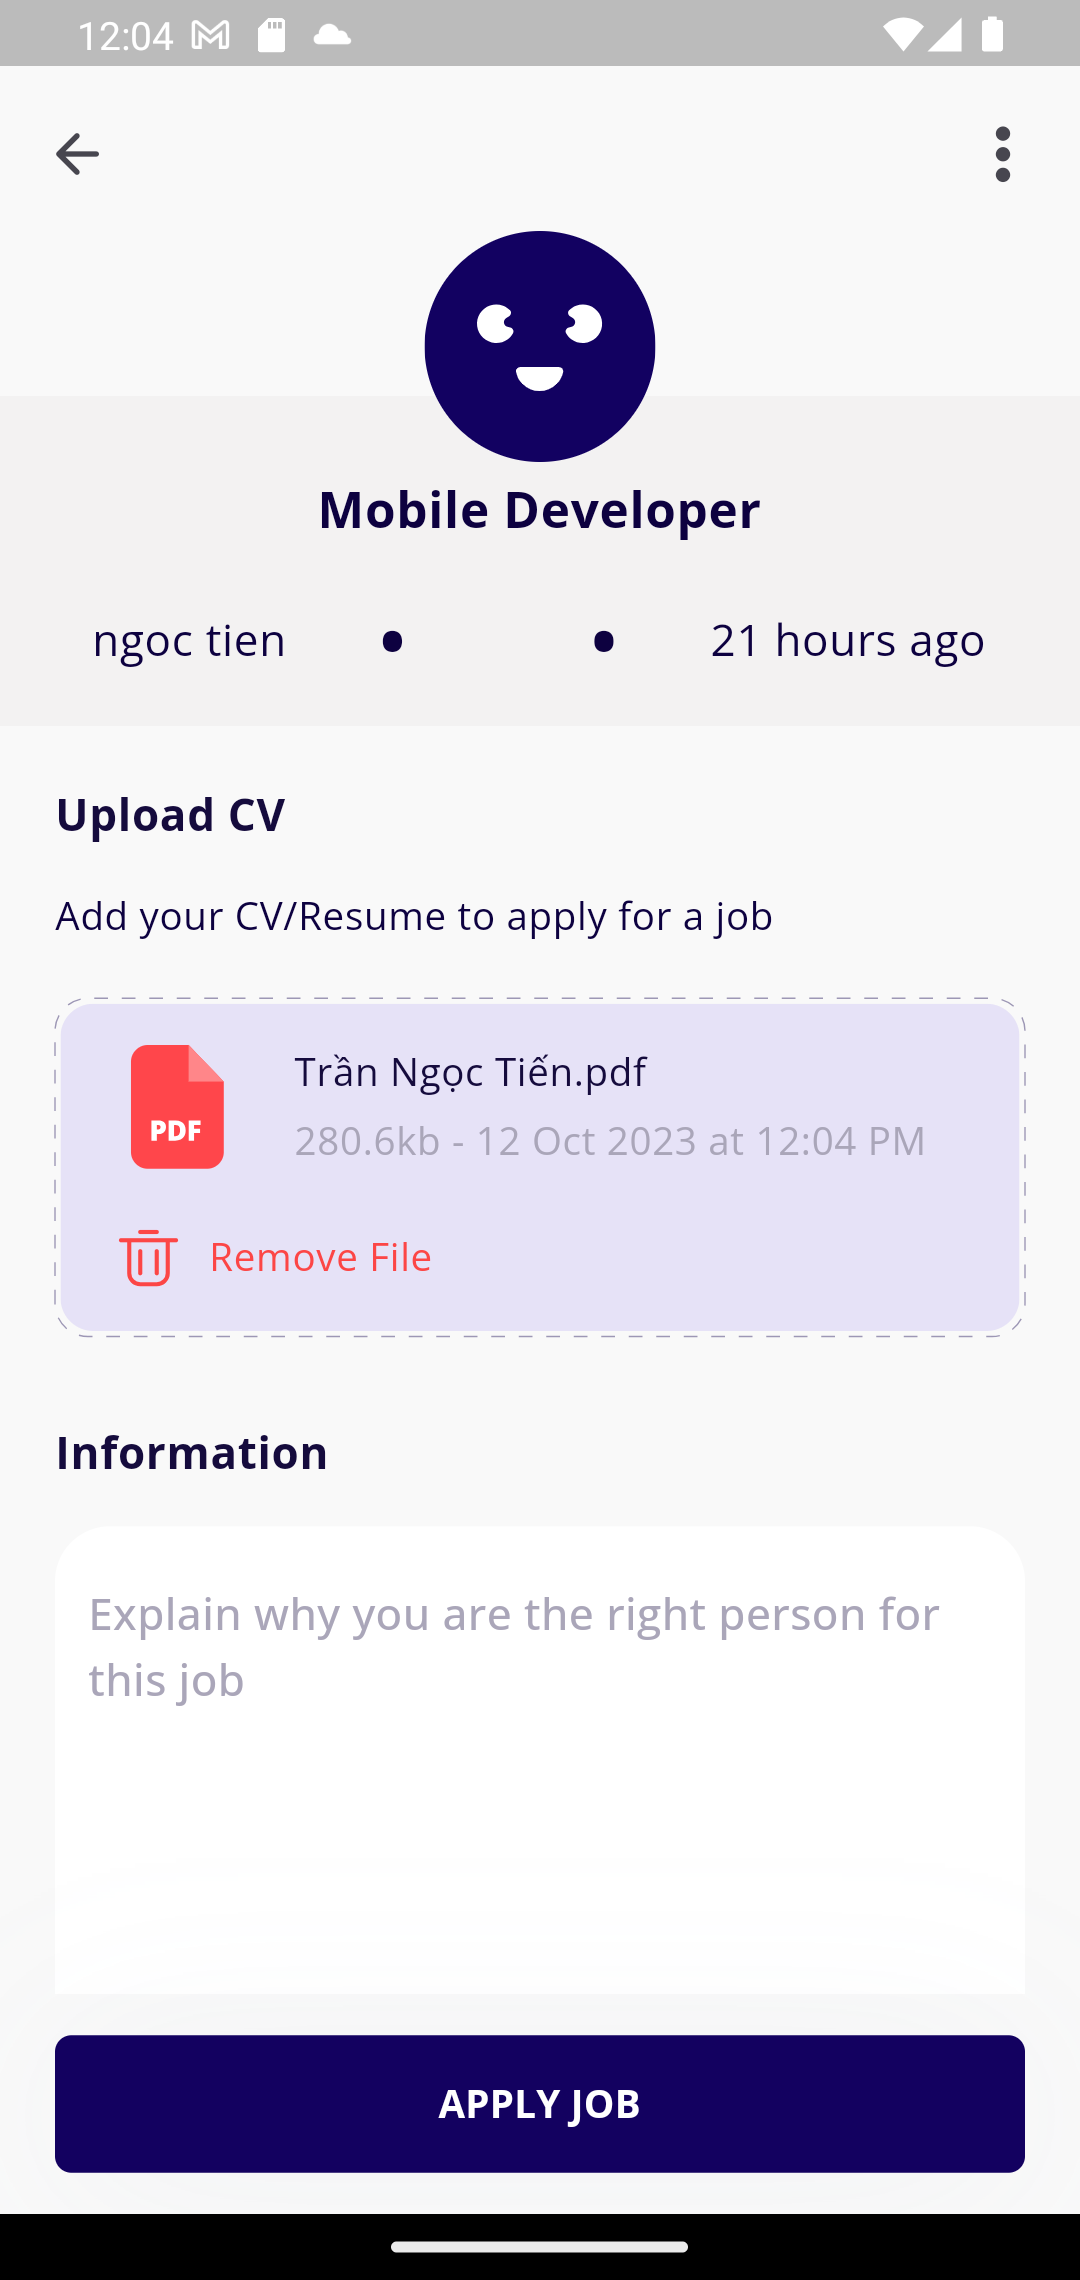 12:04
Mobile Developer
ngoc tien • • 21 hours ago
Upload CV
Add your CV/Resume to apply for a job
PDF
Trần Ngọc Tiến.pdf
280.6kb - 12 Oct 2023 at 12:04 PM
Remove File
Information
Explain why you are the right person for
this job
APPLY JOB